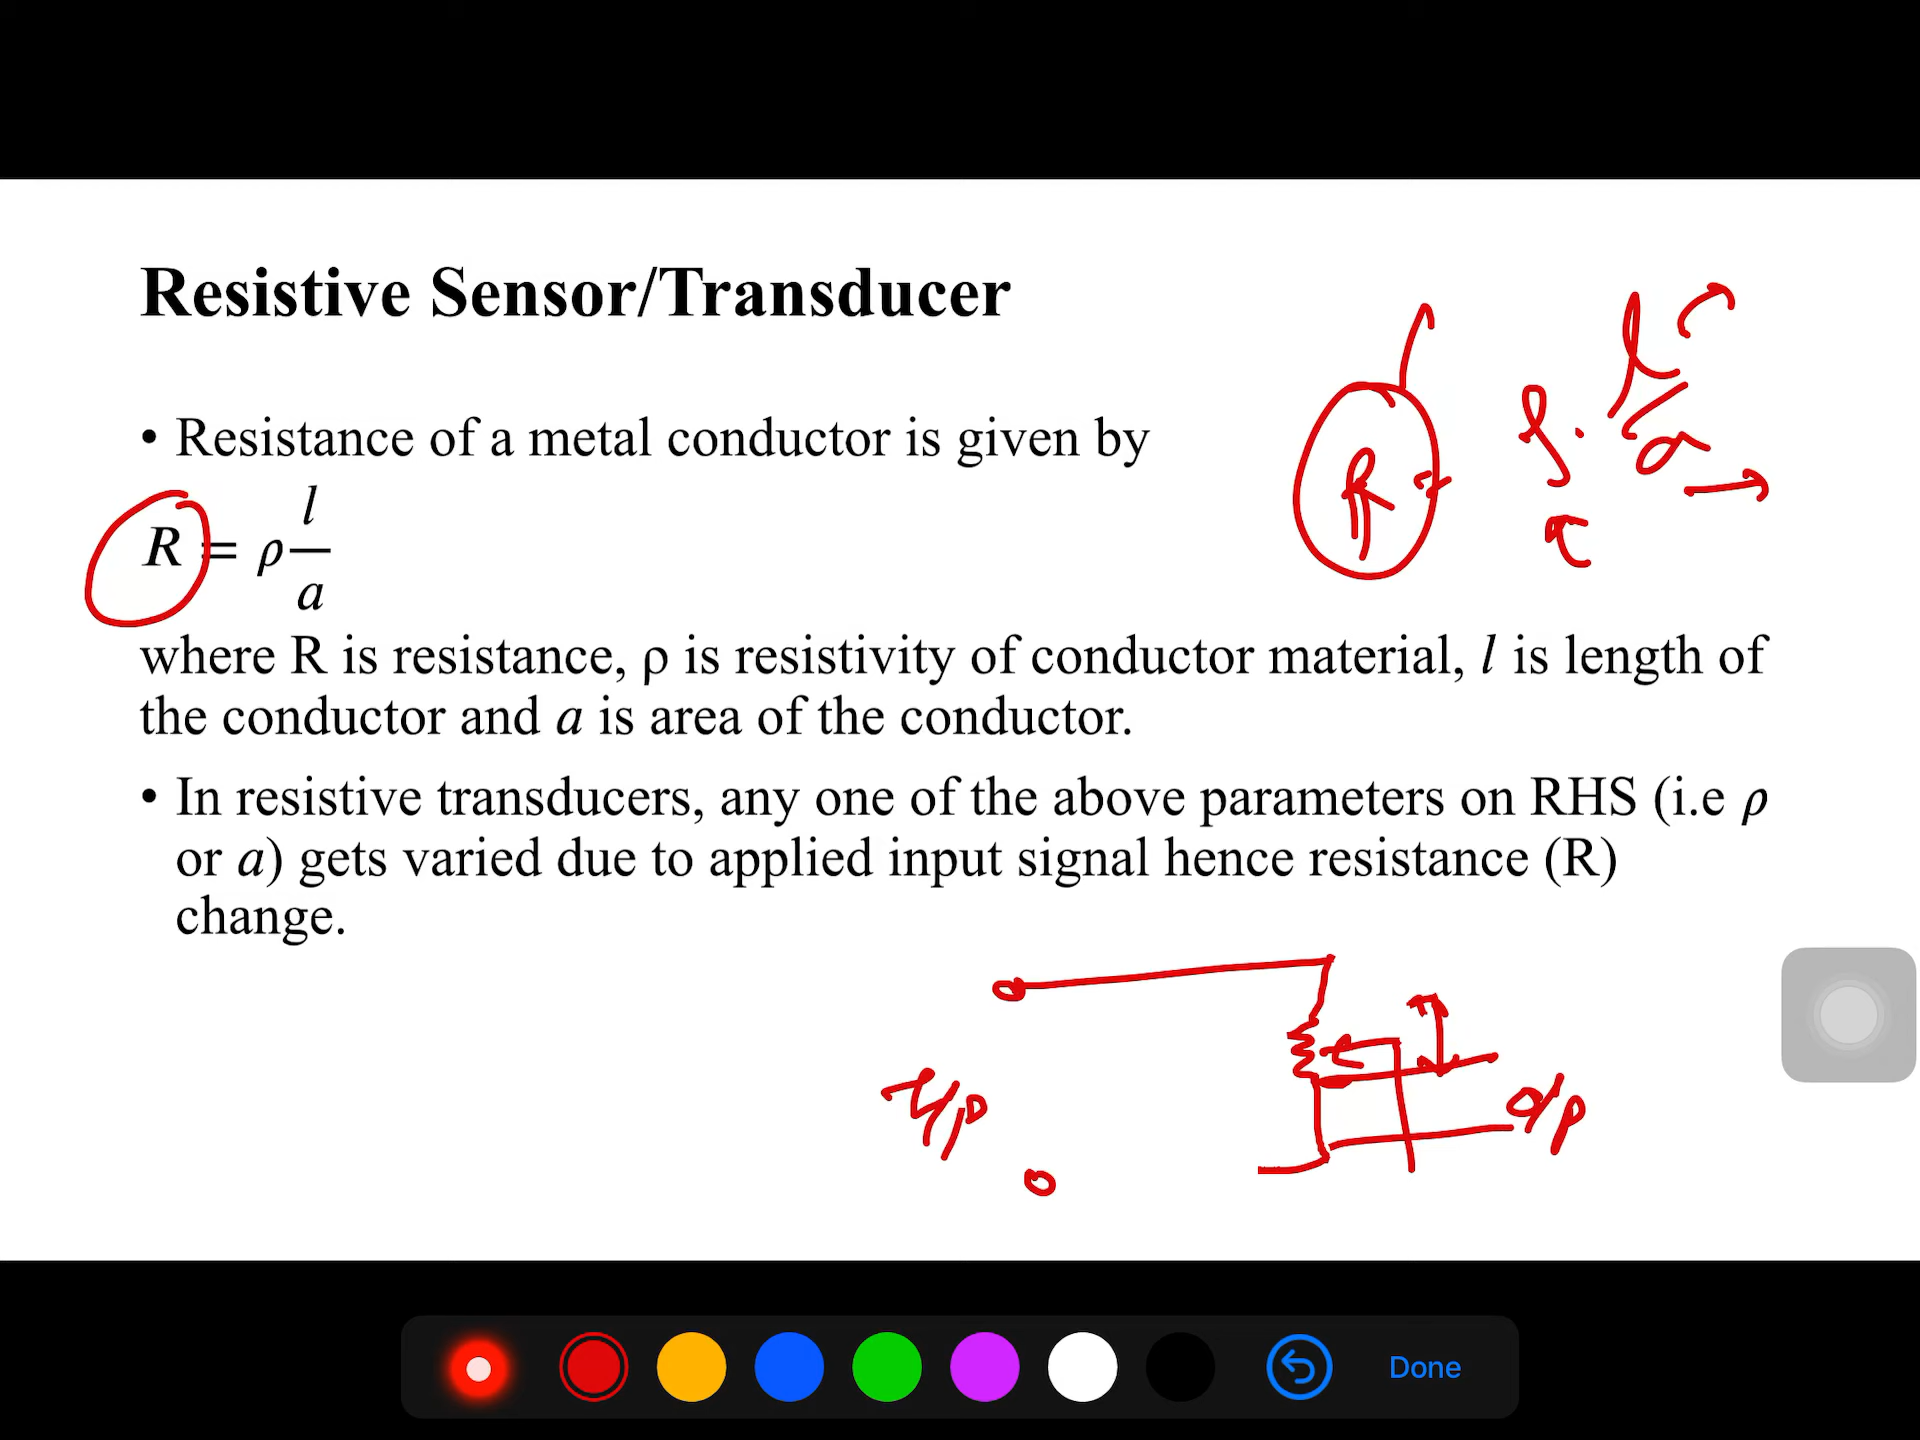 Resistive Sensor/Transducer
• Resistance of a metal conductor is given by
R = ρ l/a
R = ρ. l/a
where R is resistance, ρ is resistivity of conductor material, l is length of
the conductor and a is area of the conductor.
• In resistive transducers, any one of the above parameters on RHS (i.e ρ
or a) gets varied due to applied input signal hence resistance (R)
change.
I/p
o/p
Done